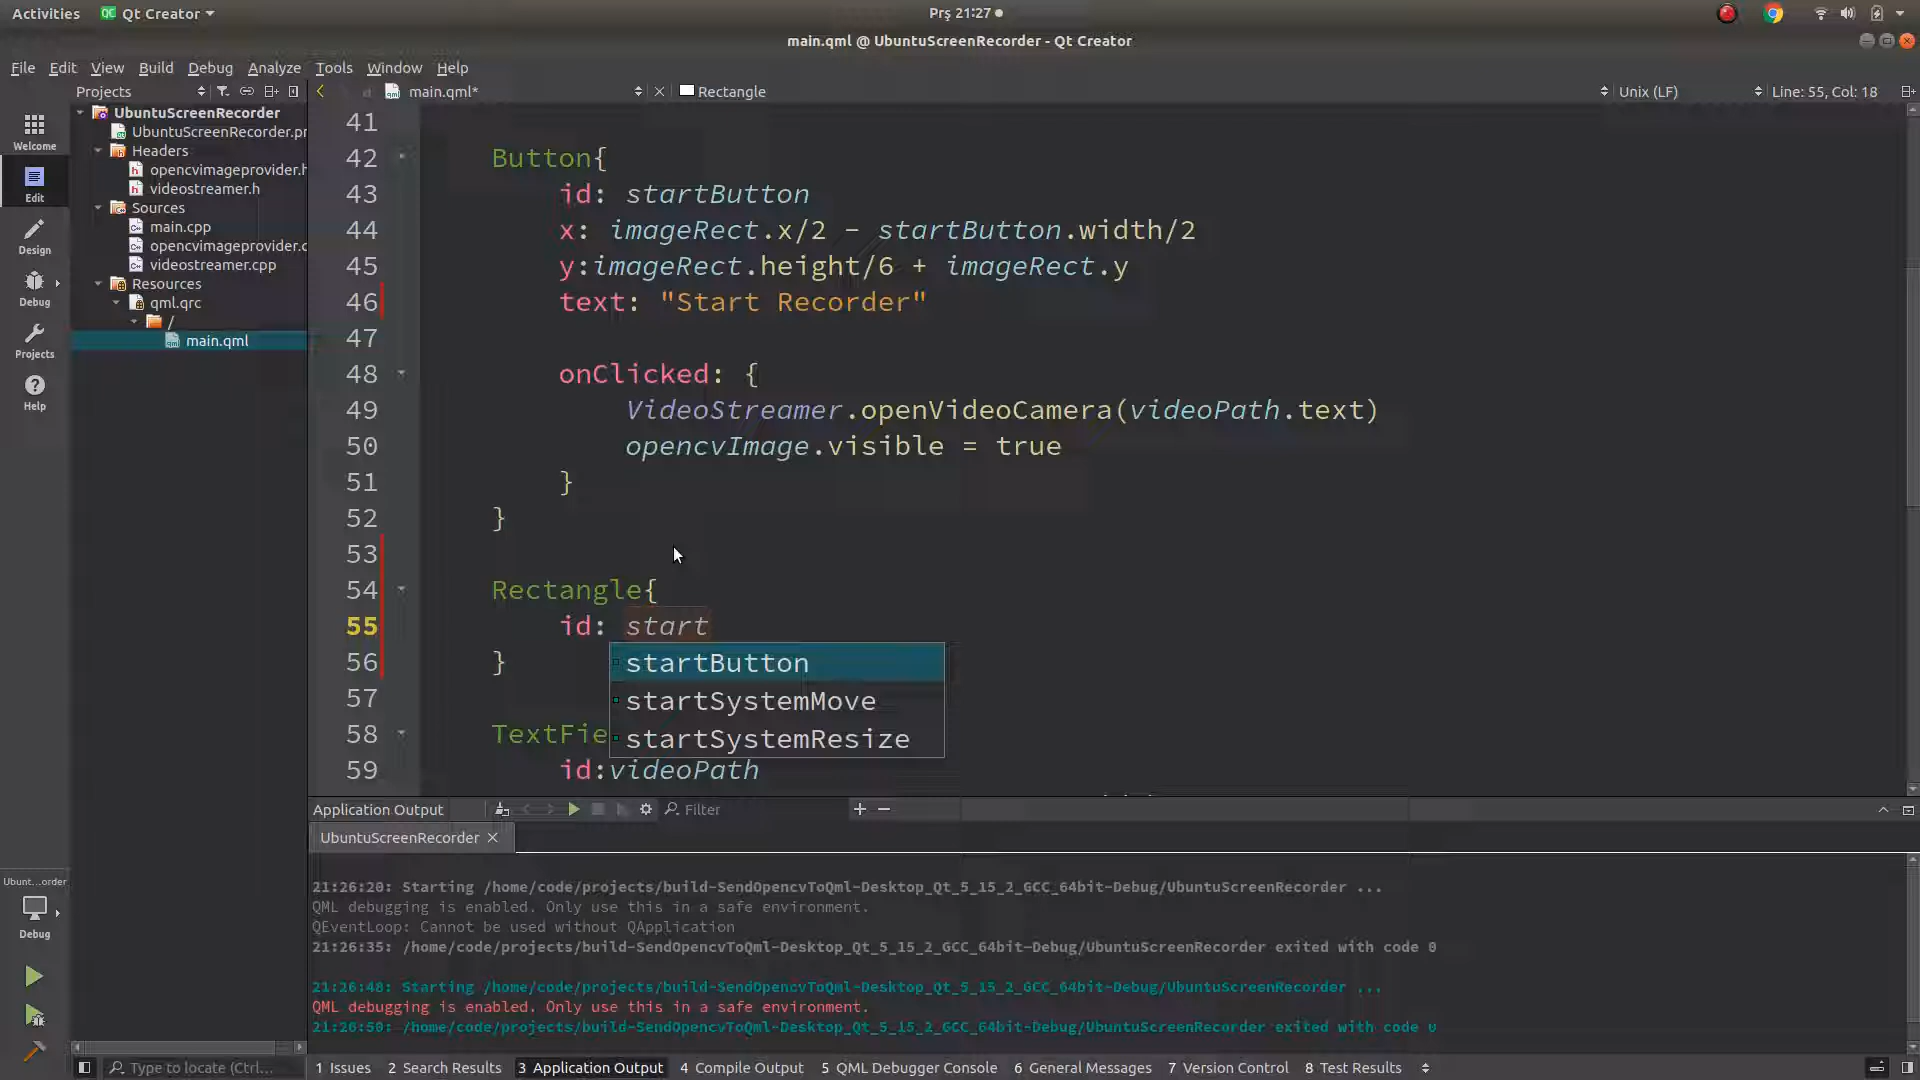 Activities
Qt Creator
Prş 21:27
main.qml @ UbuntuScreenRecorder - Qt Creator
File Edit View Build Debug Analyze Tools Window Help
Projects
main.qml*
Rectangle
Unix (LF)
Line: 55, Col: 18
Welcome
Edit
Design
Debug
Projects
Help
UbuntuScreenRecorder
UbuntuScreenRecorder.pr
Headers
opencvimageprovider.h
videostreamer.h
Sources
main.cpp
opencvimageprovider.c
videostreamer.cpp
Resources
qml.qrc
/
main.qml
41
42 Button{
43 id: startButton
44 x: imageRect.x/2 - startButton.width/2
45 y:imageRect.height/6 + imageRect.y
46 text: "Start Recorder"
47
48 onClicked: {
49 VideoStreamer.openVideoCamera(videoPath.text)
50 opencvImage.visible = true
51 }
52 }
53
54 Rectangle{
55 id: start
startButton
56 }
startSystemMove
57
58 TextFie
startSystemResize
59 id:videoPath
Application Output
Filter
UbuntuScreenRecorder
21:26:20: Starting /home/code/projects/build-SendOpencvToQml-Desktop_Qt_5_15_2_GCC_64bit-Debug/UbuntuScreenRecorder ...
QML debugging is enabled. Only use this in a safe environment.
QEventLoop: Cannot be used without QApplication
21:26:35: /home/code/projects/build-SendOpencvToQml-Desktop_Qt_5_15_2_GCC_64bit-Debug/UbuntuScreenRecorder exited with code 0
21:26:48: Starting /home/code/projects/build-SendOpencvToQml-Desktop_Qt_5_15_2_GCC_64bit-Debug/UbuntuScreenRecorder ...
QML debugging is enabled. Only use this in a safe environment.
21:26:50: /home/code/projects/build-SendOpencvToQml-Desktop_Qt_5_15_2_GCC_64bit-Debug/UbuntuScreenRecorder exited with code 0
Ubunt...order
Debug
Type to locate (Ctrl...
1 Issues 2 Search Results 3 Application Output 4 Compile Output 5 QML Debugger Console 6 General Messages 7 Version Control 8 Test Results